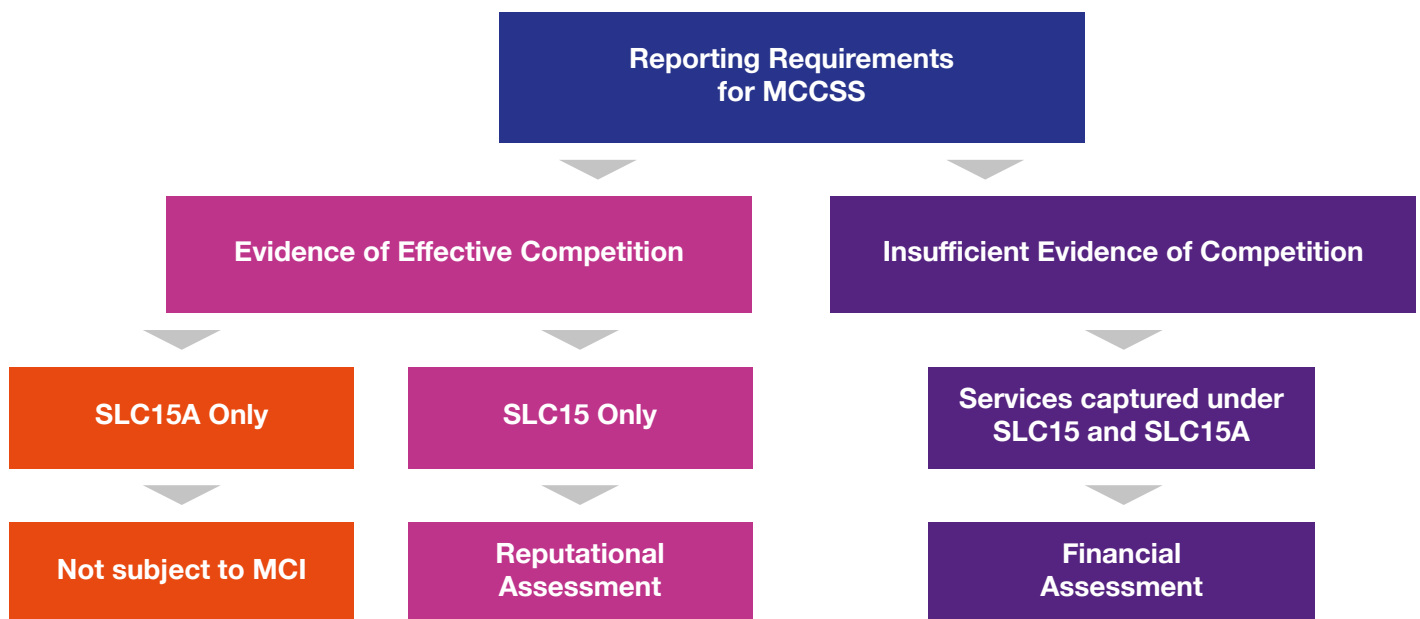 Reporting Requirements
for MCCSS
Evidence of Effective Competition
Insufficient Evidence of Competition
SLC15A Only
SLC15 Only
Services captured under
SLC15 and SLC15A
Not subject to MCI
Reputational
Assessment
Financial
Assessment